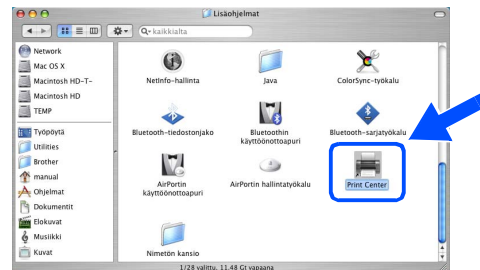 Lisäohjelmat
kaikkialta
Network
Mac OS X
Macintosh HD-T-
Macintosh HD
TEMP
Työpöytä
Utilities
Brother
manual
Ohjelmat
Dokumentit
Elokuvat
Musiikki
Kuvat
NetInfo-hallinta
Java
ColorSync-työkalu
Bluetooth-tiedostonjako
Bluetoothin
käyttöönottoapuri
Bluetooth-sarjatyökalu
AirPortin
käyttöönottoapuri
AirPortin hallintatyökalu
Print Center
Nimetön kansio
1/28 valittu, 11,48 Gt vapaana